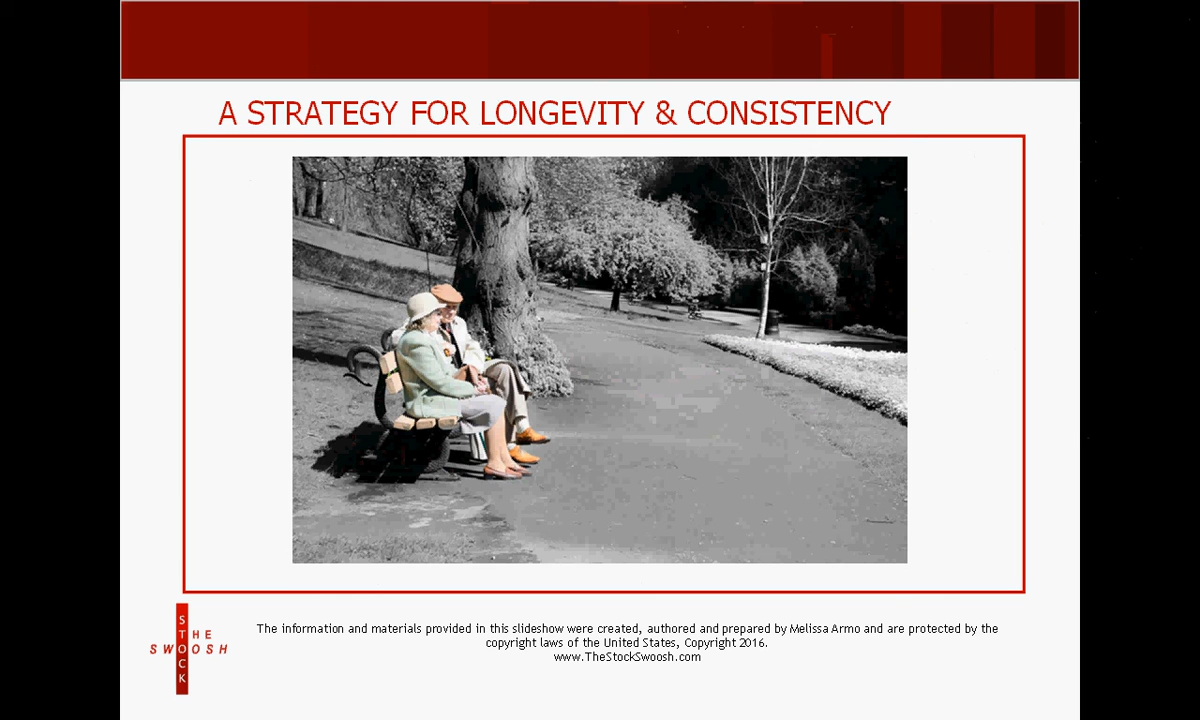 A STRATEGY FOR LONGEVITY & CONSISTENCY
THE
SWOOSH
STOCK
The information and materials provided in this slideshow were created, authored and prepared by Melissa Armo and are protected by the
copyright laws of the United States, Copyright 2016.
www.TheStockSwoosh.com